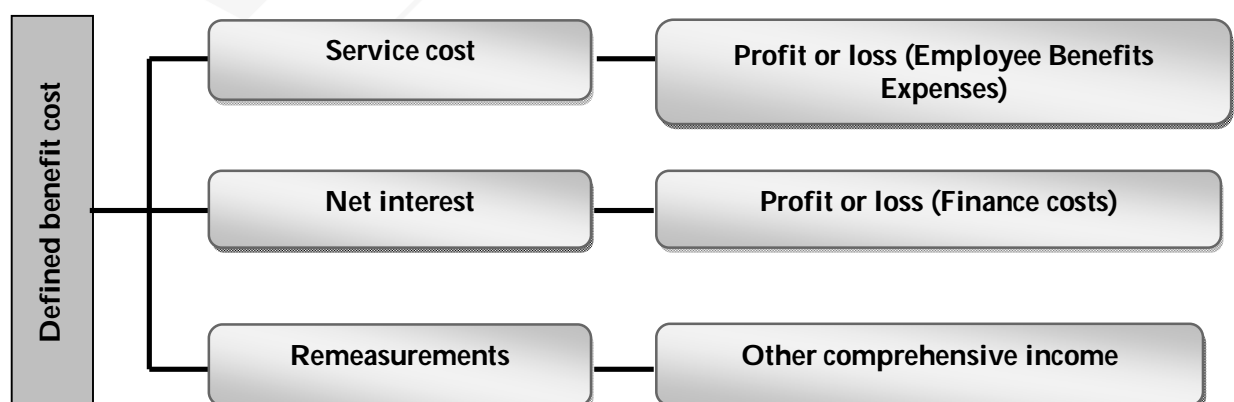 Defined benefit cost
Service cost
Profit or loss (Employee Benefits
Expenses)
Net interest
Profit or loss (Finance costs)
Remeasurements
Other comprehensive income